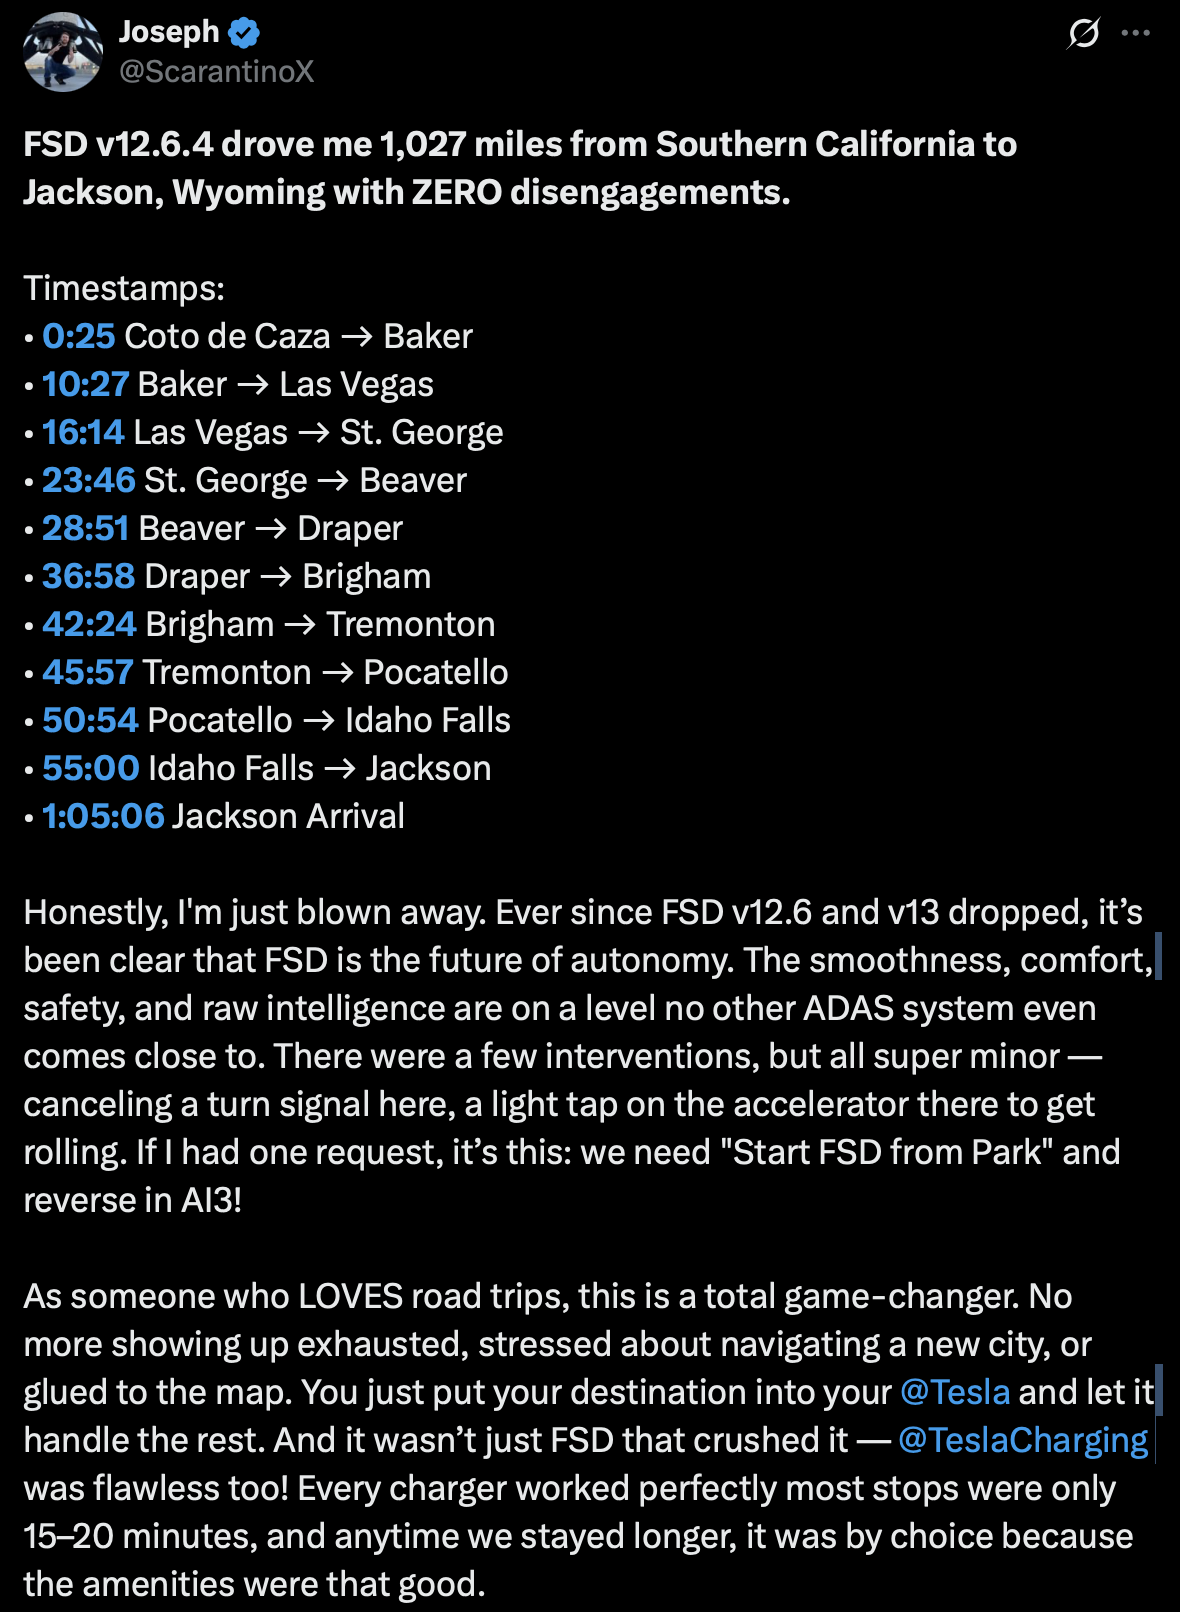 Joseph
@ScarantinoX
FSD v12.6.4 drove me 1,027 miles from Southern California to
Jackson, Wyoming with ZERO disengagements.
Timestamps:
• 0:25 Coto de Caza → Baker
• 10:27 Baker → Las Vegas
• 16:14 Las Vegas → St. George
• 23:46 St. George → Beaver
• 28:51 Beaver → Draper
• 36:58 Draper → Brigham
• 42:24 Brigham → Tremonton
• 45:57 Tremonton → Pocatello
• 50:54 Pocatello → Idaho Falls
• 55:00 Idaho Falls → Jackson
• 1:05:06 Jackson Arrival
Honestly, I'm just blown away. Ever since FSD v12.6 and v13 dropped, it’s
been clear that FSD is the future of autonomy. The smoothness, comfort,
safety, and raw intelligence are on a level no other ADAS system even
comes close to. There were a few interventions, but all super minor —
canceling a turn signal here, a light tap on the accelerator there to get
rolling. If I had one request, it’s this: we need "Start FSD from Park" and
reverse in AI3!
As someone who LOVES road trips, this is a total game-changer. No
more showing up exhausted, stressed about navigating a new city, or
glued to the map. You just put your destination into your @Tesla and let it
handle the rest. And it wasn’t just FSD that crushed it — @TeslaCharging
was flawless too! Every charger worked perfectly most stops were only
15–20 minutes, and anytime we stayed longer, it was by choice because
the amenities were that good.